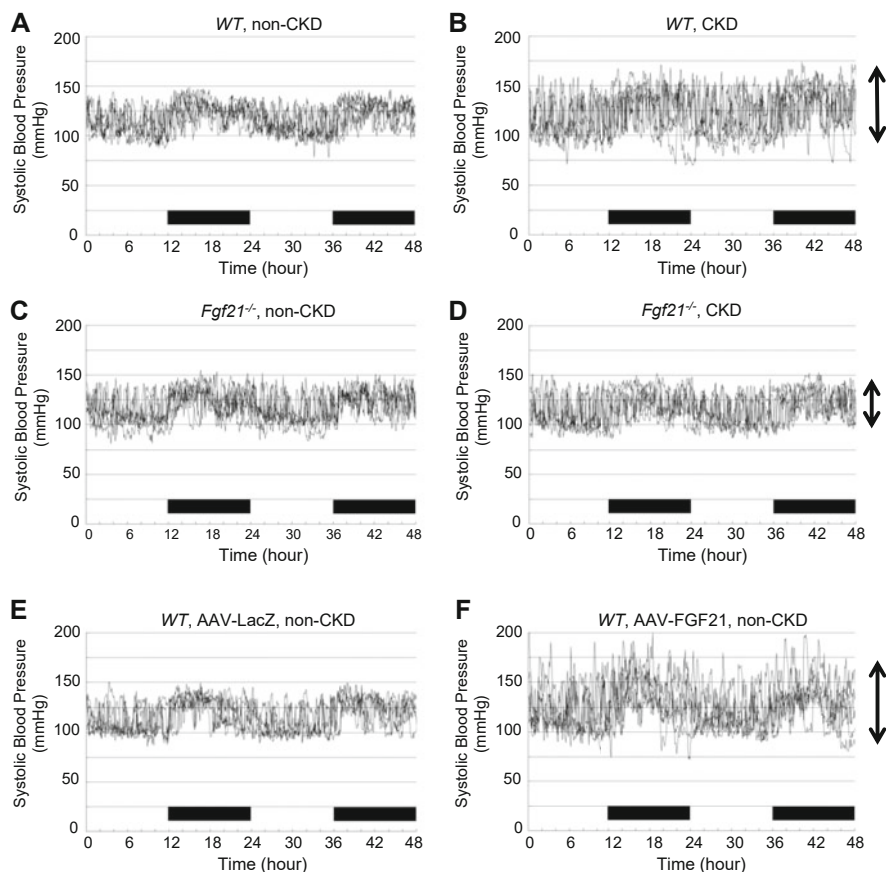 A
WT, non-CKD
Systolic Blood Pressure
(mmHg)
200
150
100
50
0
0 6 12 18 24 30 36 42 48
Time (hour)
B
WT, CKD
Systolic Blood Pressure
(mmHg)
200
150
100
50
0
0 6 12 18 24 30 36 42 48
Time (hour)
C
Fgf21-/-, non-CKD
Systolic Blood Pressure
(mmHg)
200
150
100
50
0
0 6 12 18 24 30 36 42 48
Time (hour)
D
Fgf21-/-, CKD
Systolic Blood Pressure
(mmHg)
200
150
100
50
0
0 6 12 18 24 30 36 42 48
Time (hour)
E
WT, AAV-LacZ, non-CKD
Systolic Blood Pressure
(mmHg)
200
150
100
50
0
0 6 12 18 24 30 36 42 48
Time (hour)
F
WT, AAV-FGF21, non-CKD
Systolic Blood Pressure
(mmHg)
200
150
100
50
0
0 6 12 18 24 30 36 42 48
Time (hour)